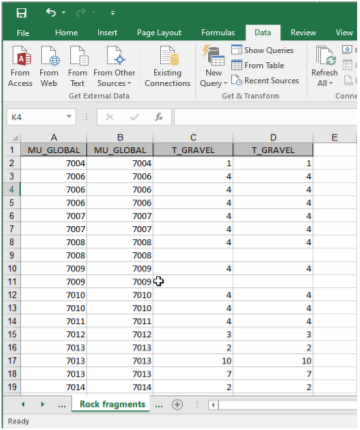 File Home Insert Page Layout Formulas Data Review View
From Access From Web From Text From Other Sources Existing Connections New Query Show Queries From Table Recent Sources Refresh All
Get External Data Get & Transform Conne
K4 fx
A B C D E
1 MU_GLOBAL MU_GLOBAL T_GRAVEL T_GRAVEL
2 7004 7004 1 1
3 7006 7006 4 4
4 7006 7006 4 4
5 7006 7006 4 4
6 7007 7007 4 4
7 7007 7007 4 4
8 7008 7008 4 4
9 7008 7008
10 7009 7009 4 4
11 7009 7009
12 7010 7010 4 4
13 7010 7010 4 4
14 7011 7011 4 4
15 7012 7012 3 3
16 7013 7013 2 2
17 7013 7013 10 10
18 7013 7013 7 7
19 7014 7014 2 2
... Rock fragments ...
Ready